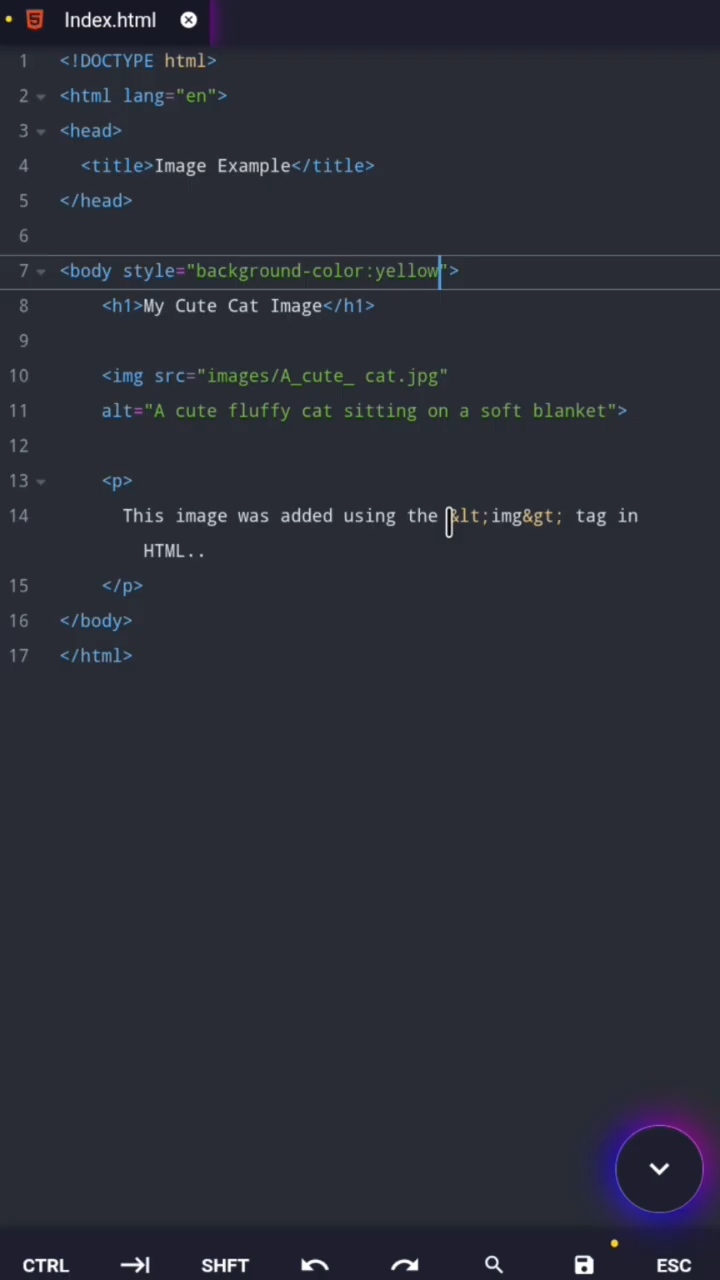 Index.html
1 <!DOCTYPE html>
2 <html lang="en">
3 <head>
4 <title>Image Example</title>
5 </head>
6
7 <body style="background-color:yellow">
8 <h1>My Cute Cat Image</h1>
9
10 <img src="images/A_cute_ cat.jpg"
11 alt="A cute fluffy cat sitting on a soft blanket">
12
13 <p>
14 This image was added using the &lt;img&gt; tag in
HTML..
15 </p>
16 </body>
17 </html>
CTRL SHFT ESC